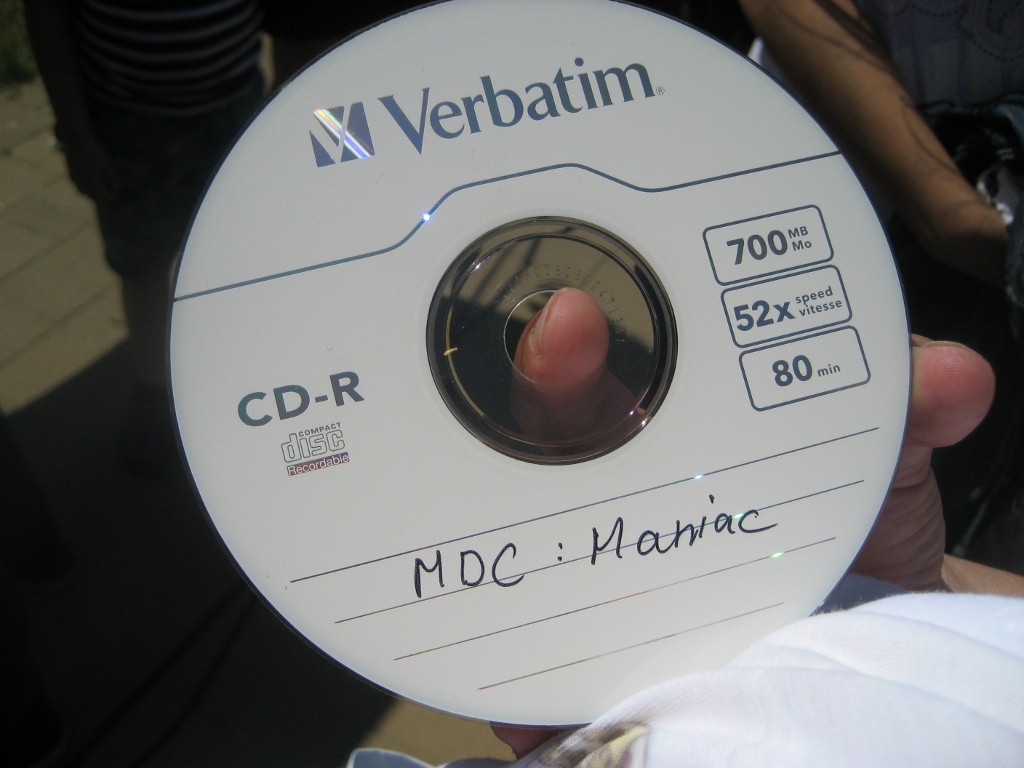 Verbatim®
700 MB Mo
52x speed vitesse
80 min
CD-R
COMPACT
disc
Recordable
MDC : Maniac